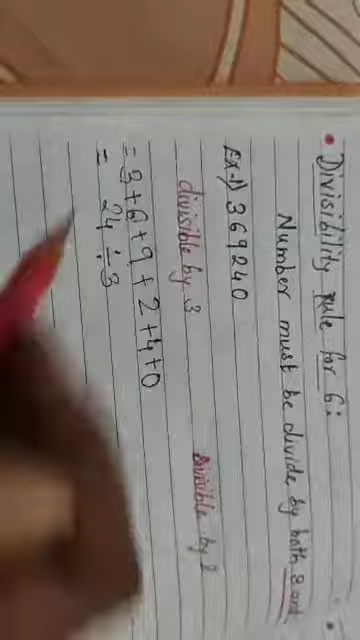 • Divisibility rule for 6:
Number must be divide by both 3 and
Ex-1) 369240
divisible by 3
Divisible by 2
= 3+6+9+2+4+0
= 24 ÷ 3